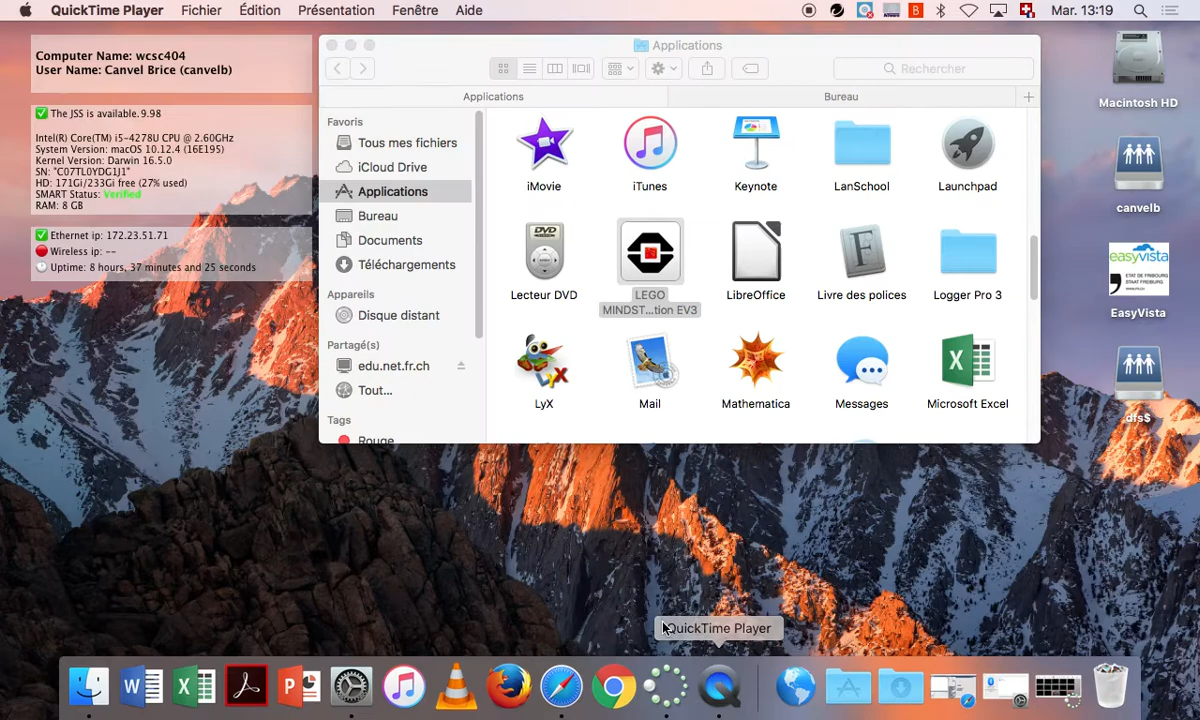 QuickTime Player Fichier Édition Présentation Fenêtre Aide Mar. 13:19
Computer Name: wcsc404
User Name: Canvel Brice (canvelb)
The JSS is available. 9.98
Intel(R) Core(TM) i5-4278U CPU @ 2.60GHz
System Version: macOS 10.12.4 (16E195)
Kernel Version: Darwin 16.5.0
SN: "C07TL0YDG1J1"
HD: 171Gi/233Gi free (27% used)
SMART Status: Verified
RAM: 8 GB
Ethernet ip: 172.23.51.71
Wireless ip: --
Uptime: 8 hours, 37 minutes and 25 seconds
Applications
Rechercher
Applications Bureau
Favoris
Tous mes fichiers
iCloud Drive
Applications
Bureau
Documents
Téléchargements
Appareils
Disque distant
Partagé(s)
edu.net.fr.ch
Tout...
Tags
Rouge
iMovie iTunes Keynote LanSchool Launchpad
DVD
Lecteur DVD LEGO MINDST...tion EV3 LibreOffice Livre des polices Logger Pro 3
LyX Mail Mathematica Messages Microsoft Excel
Macintosh HD
canvelb
easyvista
ETAT DE FRIBOURG
STAAT FREIBURG
EasyVista
dfs$
QuickTime Player